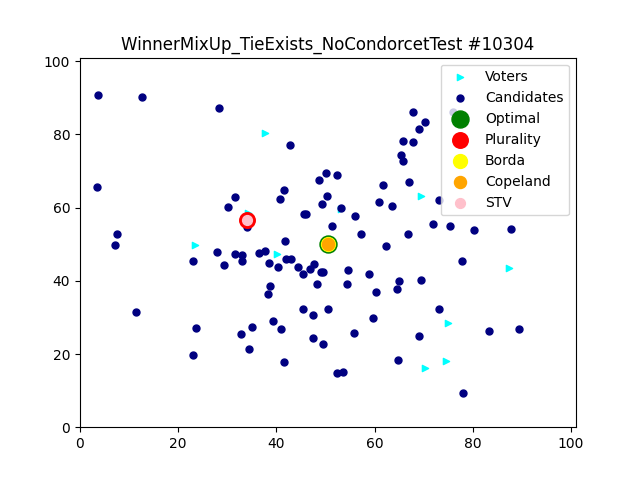 WinnerMixUp_TieExists_NoCondorcetTest #10304
100
80
60
40
20
0
0
20
40
60
80
100
Voters
Candidates
Optimal
Plurality
Borda
Copeland
STV